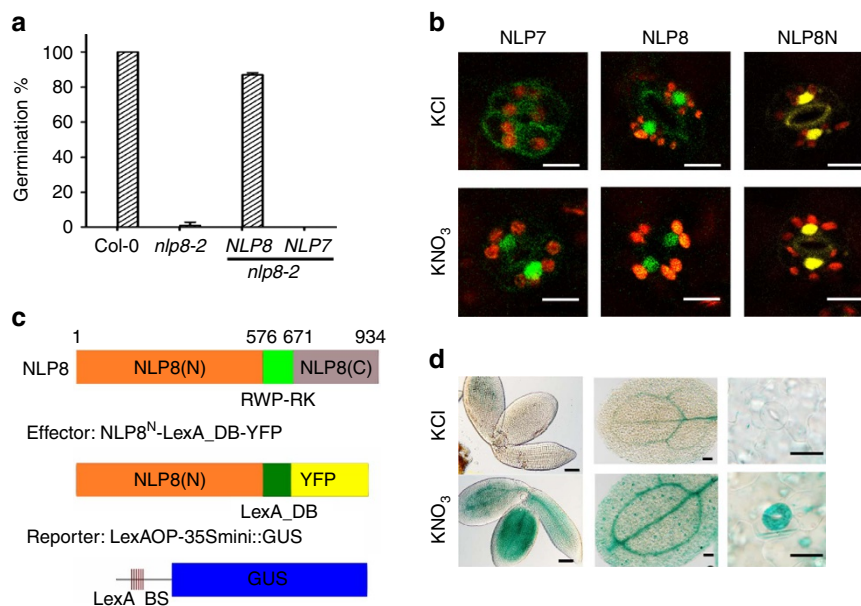 a
100
80
60
40
20
0
Germination %
Col-0
nlp8-2
NLP8
NLP7
nlp8-2
b
NLP7
NLP8
NLP8N
KCl
KNO3
c
1
576
671
934
NLP8
NLP8(N)
NLP8(C)
RWP-RK
Effector: NLP8N-LexA_DB-YFP
NLP8(N)
YFP
LexA_DB
Reporter: LexAOP-35Smini::GUS
GUS
LexA BS
d
KCl
KNO3